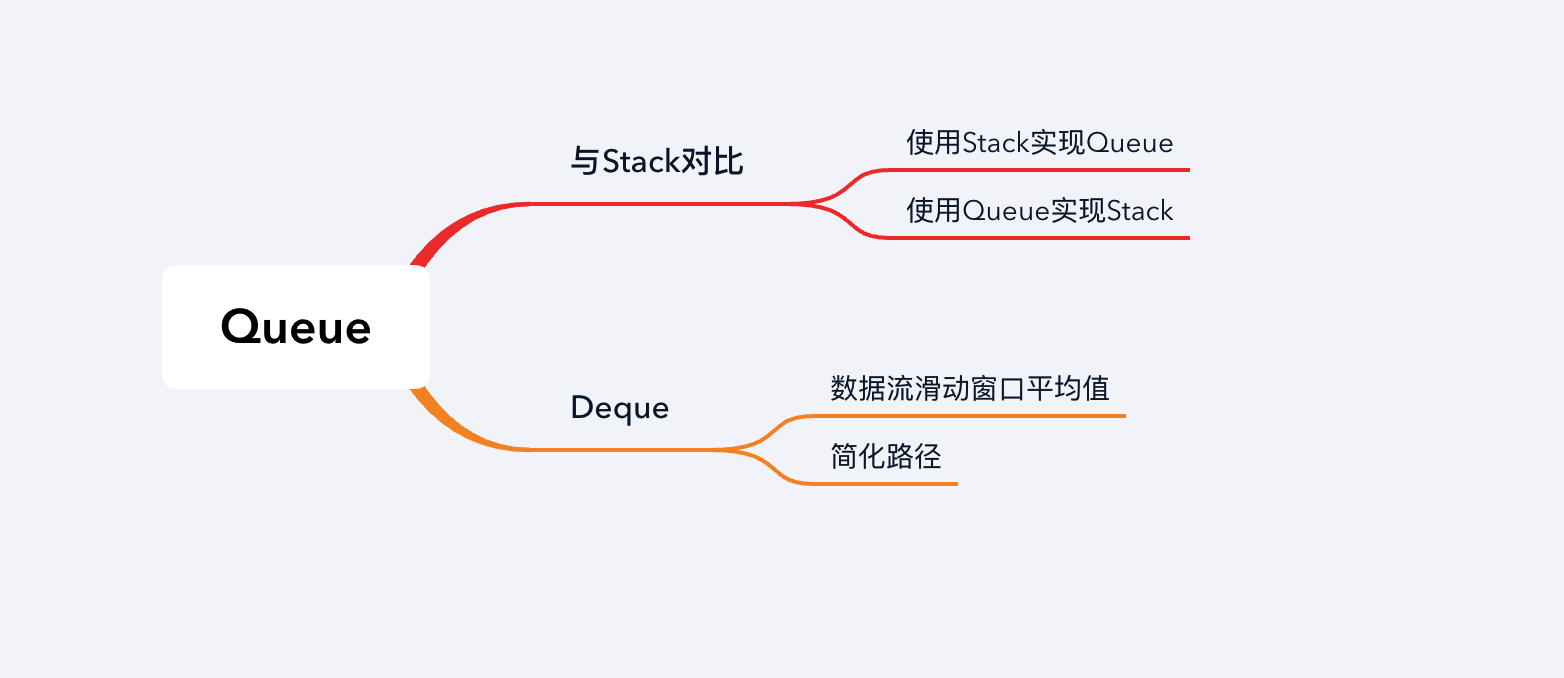 Queue
与Stack对比
使用Stack实现Queue
使用Queue实现Stack
Deque
数据流滑动窗口平均值
简化路径